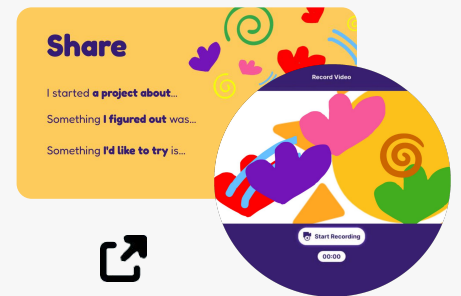 Share
Record Video
I started a project about...
Something I figured out was...
Something I'd like to try is...
Start Recording
00:00